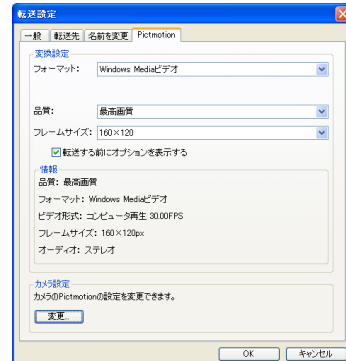 転送設定
一般 転送先 名前を変更 Pictmotion
変換設定
フォーマット: Windows Mediaビデオ
品質: 最高画質
フレームサイズ: 160×120
転送する前にオプションを表示する
情報
品質: 最高画質
フォーマット: Windows Mediaビデオ
ビデオ形式: コンピュータ再生 30.00FPS
フレームサイズ: 160×120px
オーディオ: ステレオ
カメラ設定
カメラのPictmotionの設定を変更できます。
変更...
OK キャンセル